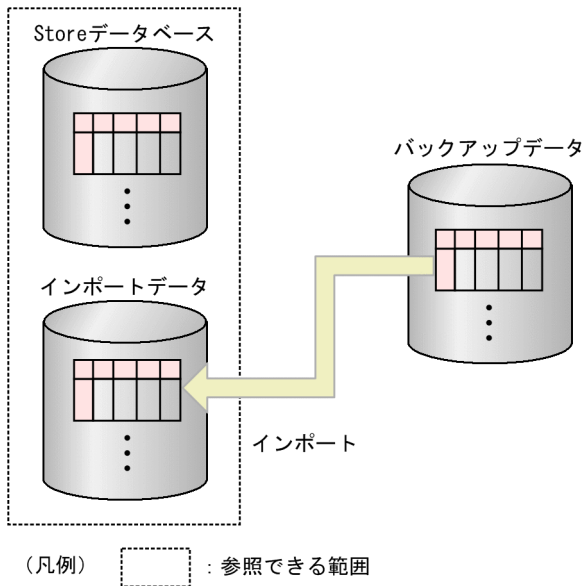 Storeデータベース
バックアップデータ
インポートデータ
インポート
（凡例） ：参照できる範囲